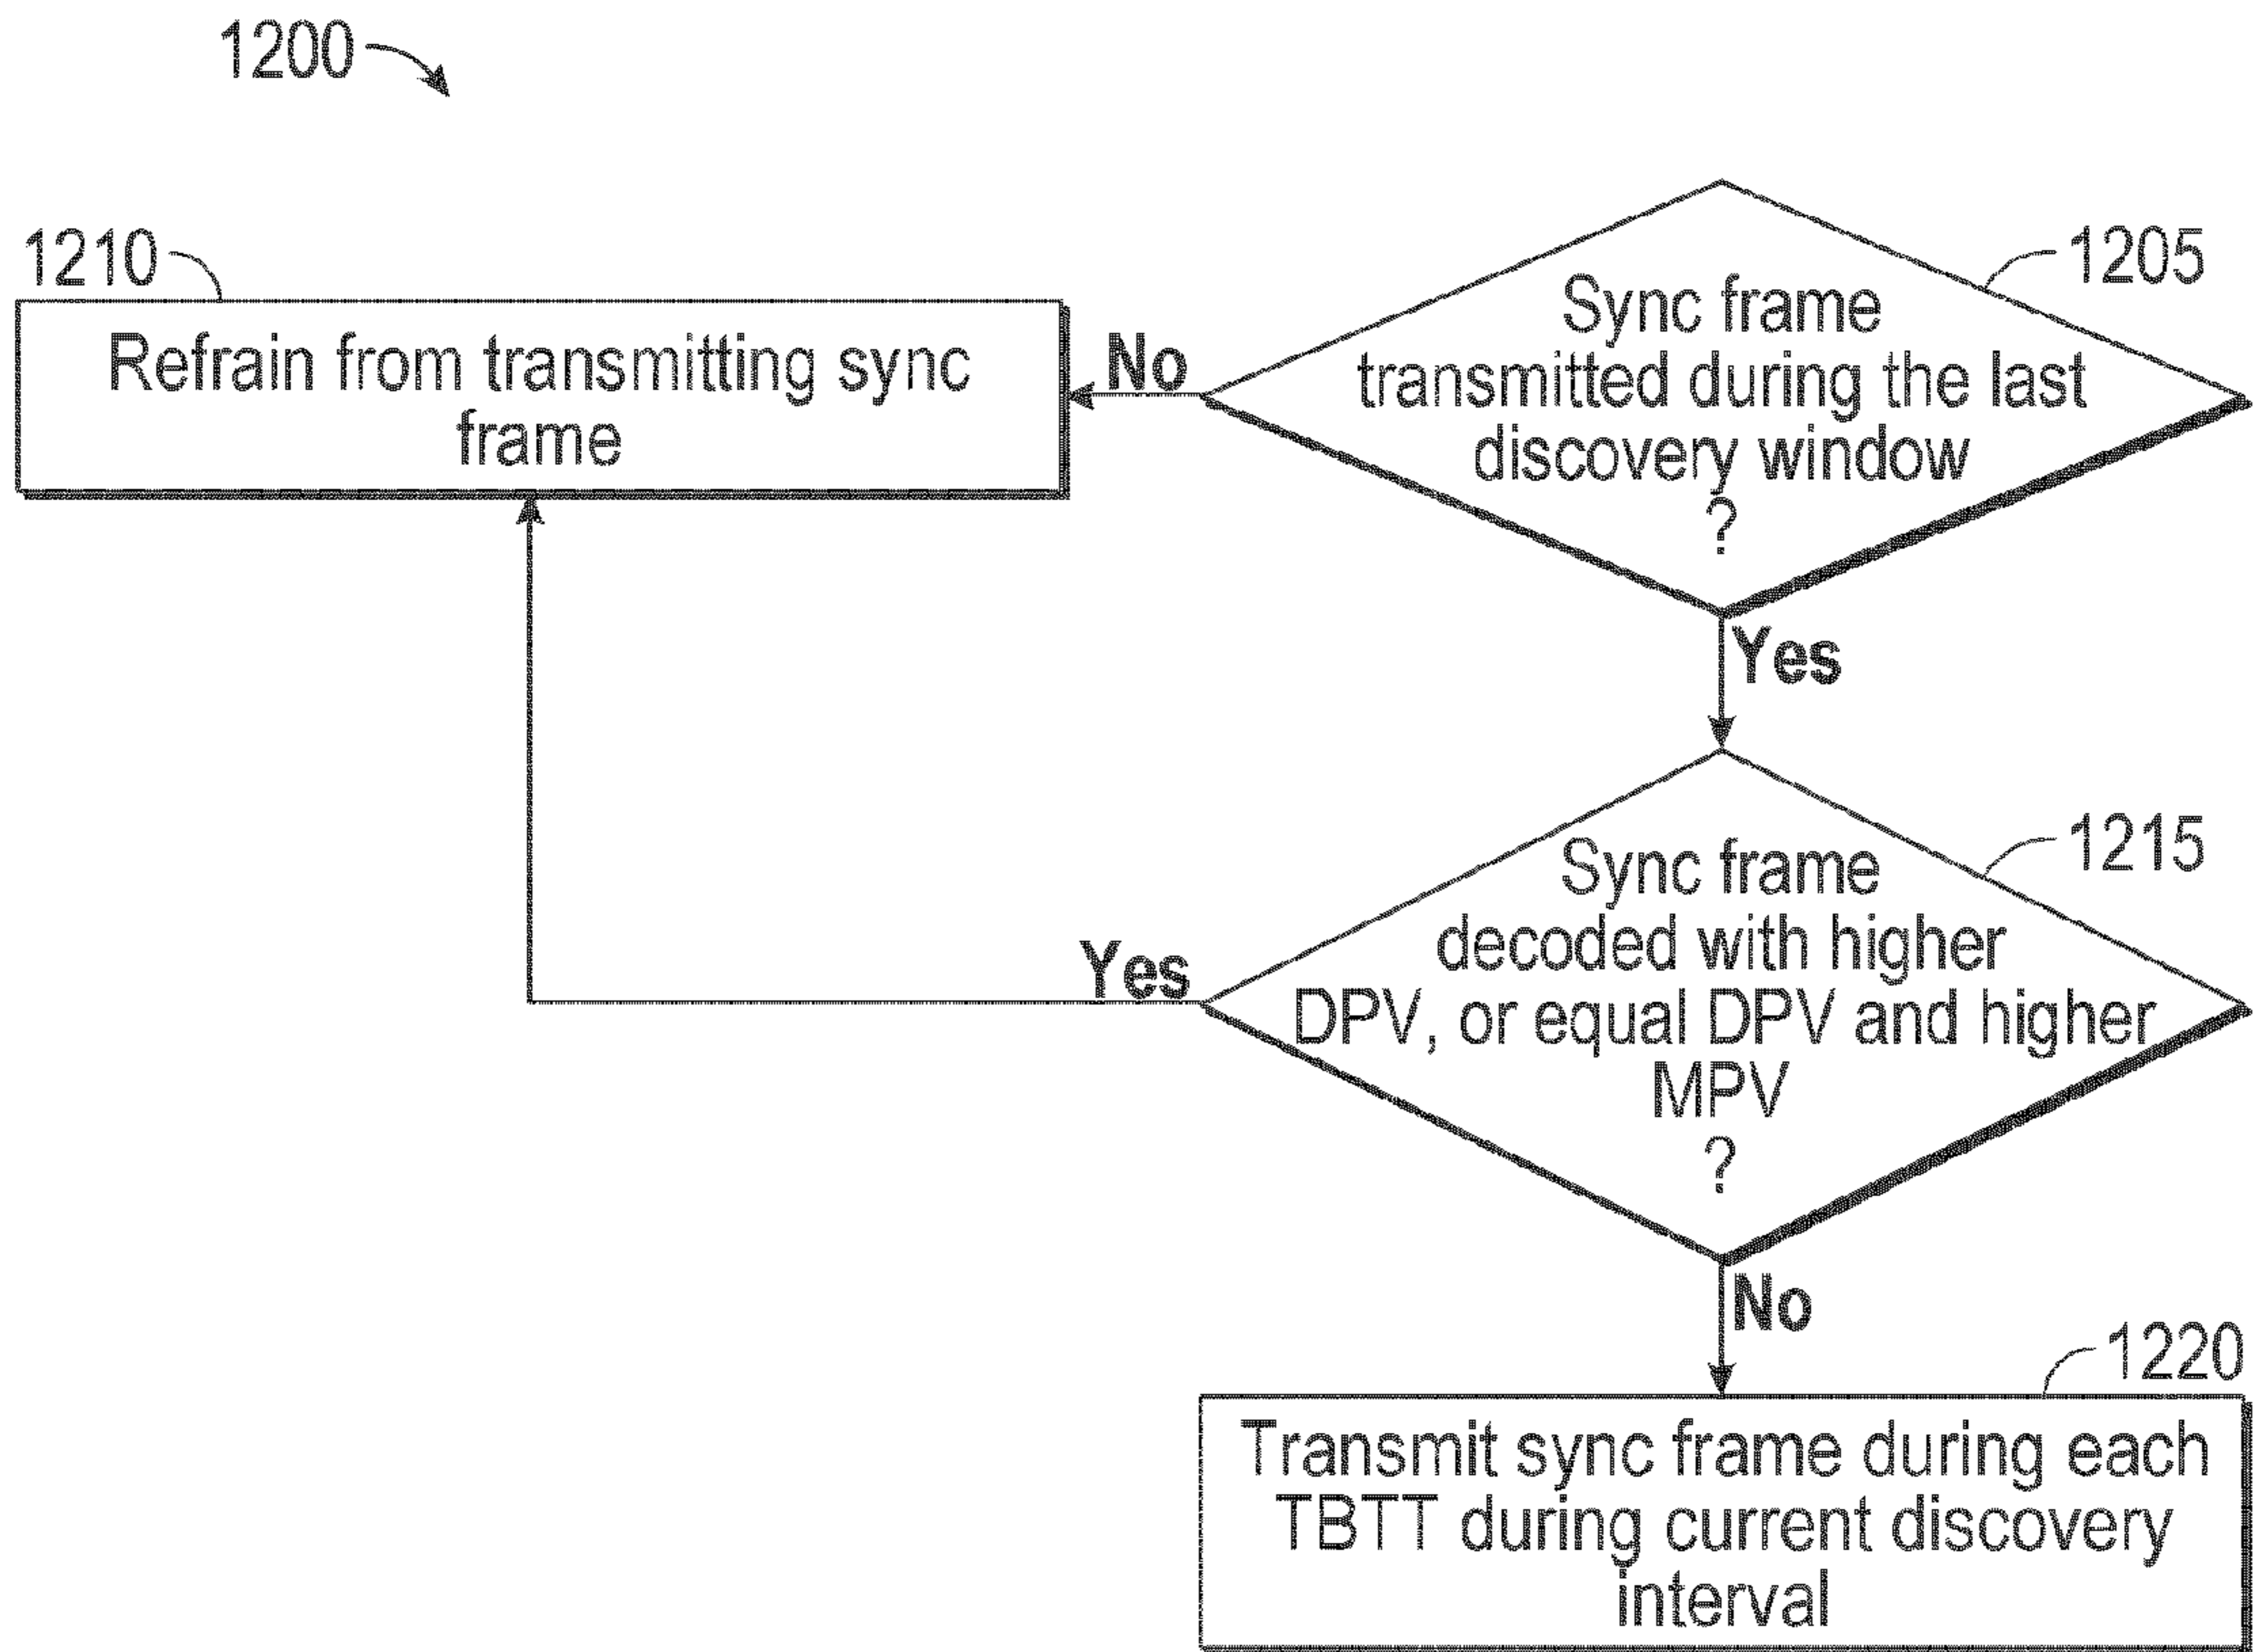 1200
1210
Refrain from transmitting sync
frame
No
1205
Sync frame
transmitted during the last
discovery window
?
Yes
1215
Sync frame
decoded with higher
DPV, or equal DPV and higher
MPV
?
Yes
No
1220
Transmit sync frame during each
TBTT during current discovery
interval